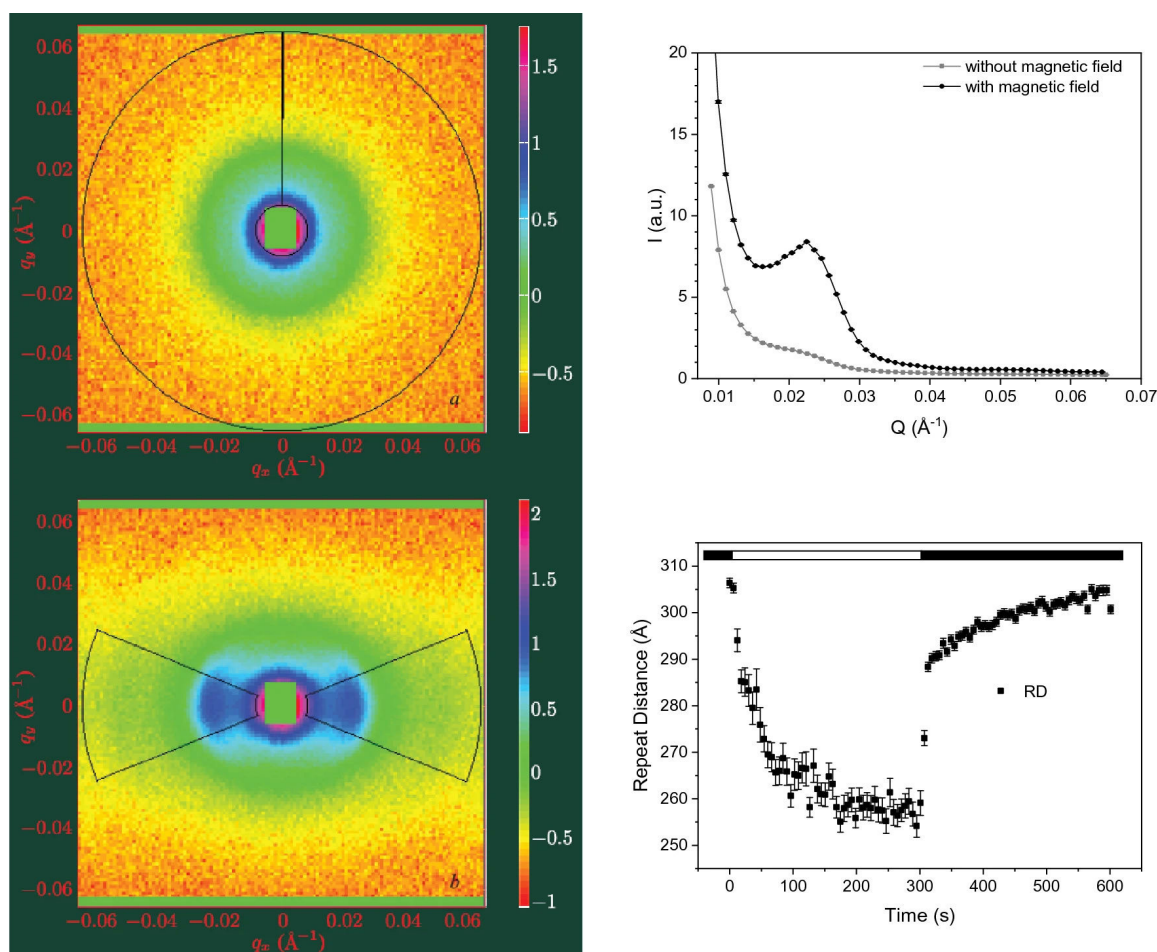 0.06
0.04
0.02
0
−0.02
−0.04
−0.06
q_y (Å⁻¹)
−0.06 −0.04 −0.02 0 0.02 0.04 0.06
q_x (Å⁻¹)
a
1.5
1
0.5
0
−0.5
0.06
0.04
0.02
0
−0.02
−0.04
−0.06
q_y (Å⁻¹)
−0.06 −0.04 −0.02 0 0.02 0.04 0.06
q_x (Å⁻¹)
b
2
1.5
1
0.5
0
−0.5
−1
20
15
10
5
0
I (a.u.)
without magnetic field
with magnetic field
0.01 0.02 0.03 0.04 0.05 0.06 0.07
Q (Å⁻¹)
310
300
290
280
270
260
250
Repeat Distance (Å)
RD
0 100 200 300 400 500 600
Time (s)